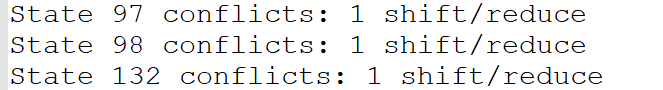 State 97 conflicts: 1 shift/reduce
State 98 conflicts: 1 shift/reduce
State 132 conflicts: 1 shift/reduce